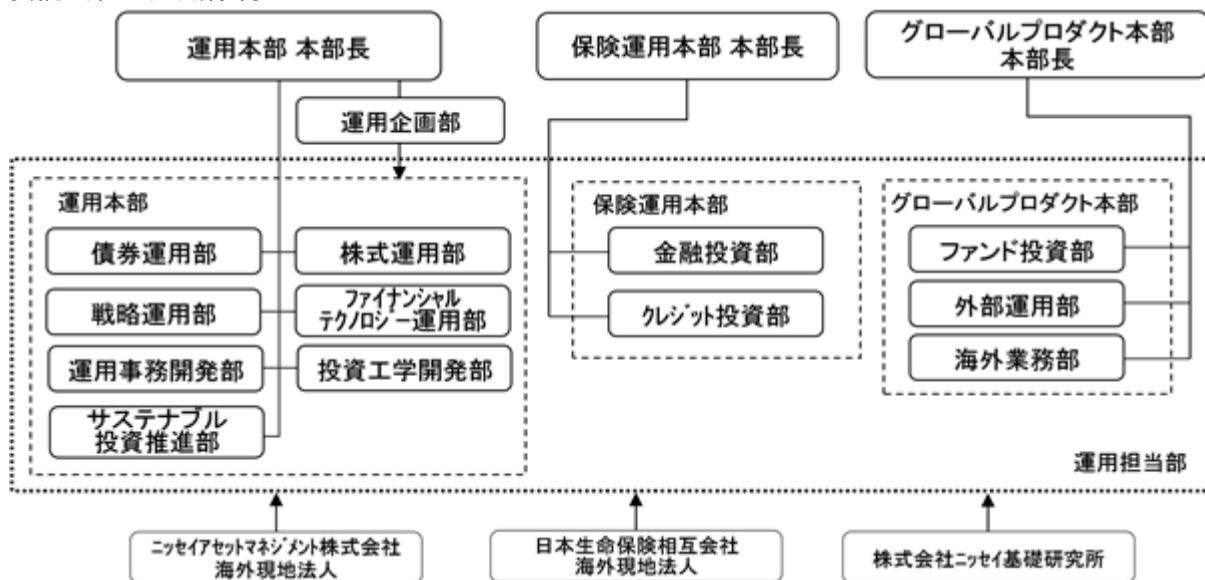 運用本部 本部長
保険運用本部 本部長
グローバルプロダクト本部
本部長
運用企画部
運用本部
債券運用部
株式運用部
戦略運用部
ファイナンシャル
テクノロジー運用部
運用事務開発部
投資工学開発部
サステナブル
投資推進部
保険運用本部
金融投資部
クレジット投資部
グローバルプロダクト本部
ファンド投資部
外部運用部
海外業務部
運用担当部
ニッセイアセットマネジメント株式会社
海外現地法人
日本生命保険相互会社
海外現地法人
株式会社ニッセイ基礎研究所